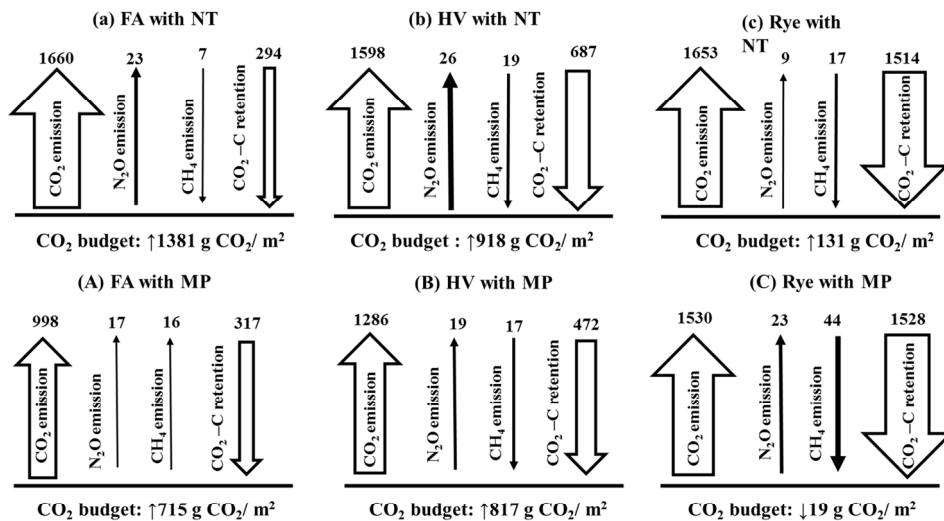 (a) FA with NT
1660 23 7 294
CO₂ emission
N₂O emission
CH₄ emission
CO₂ –C retention
CO₂ budget: ↑1381 g CO₂/ m²
(b) HV with NT
1598 26 19 687
CO₂ emission
N₂O emission
CH₄ emission
CO₂ –C retention
CO₂ budget : ↑918 g CO₂/ m²
(c) Rye with
NT
1653 9 17 1514
CO₂ emission
N₂O emission
CH₄ emission
CO₂ –C retention
CO₂ budget: ↑131 g CO₂/ m²
(A) FA with MP
998 17 16 317
CO₂ emission
N₂O emission
CH₄ emission
CO₂ –C retention
CO₂ budget: ↑715 g CO₂/ m²
(B) HV with MP
1286 19 17 472
CO₂ emission
N₂O emission
CH₄ emission
CO₂ –C retention
CO₂ budget: ↑817 g CO₂/ m²
(C) Rye with MP
1530 23 44 1528
CO₂ emission
N₂O emission
CH₄ emission
CO₂ –C retention
CO₂ budget: ↓19 g CO₂/ m²